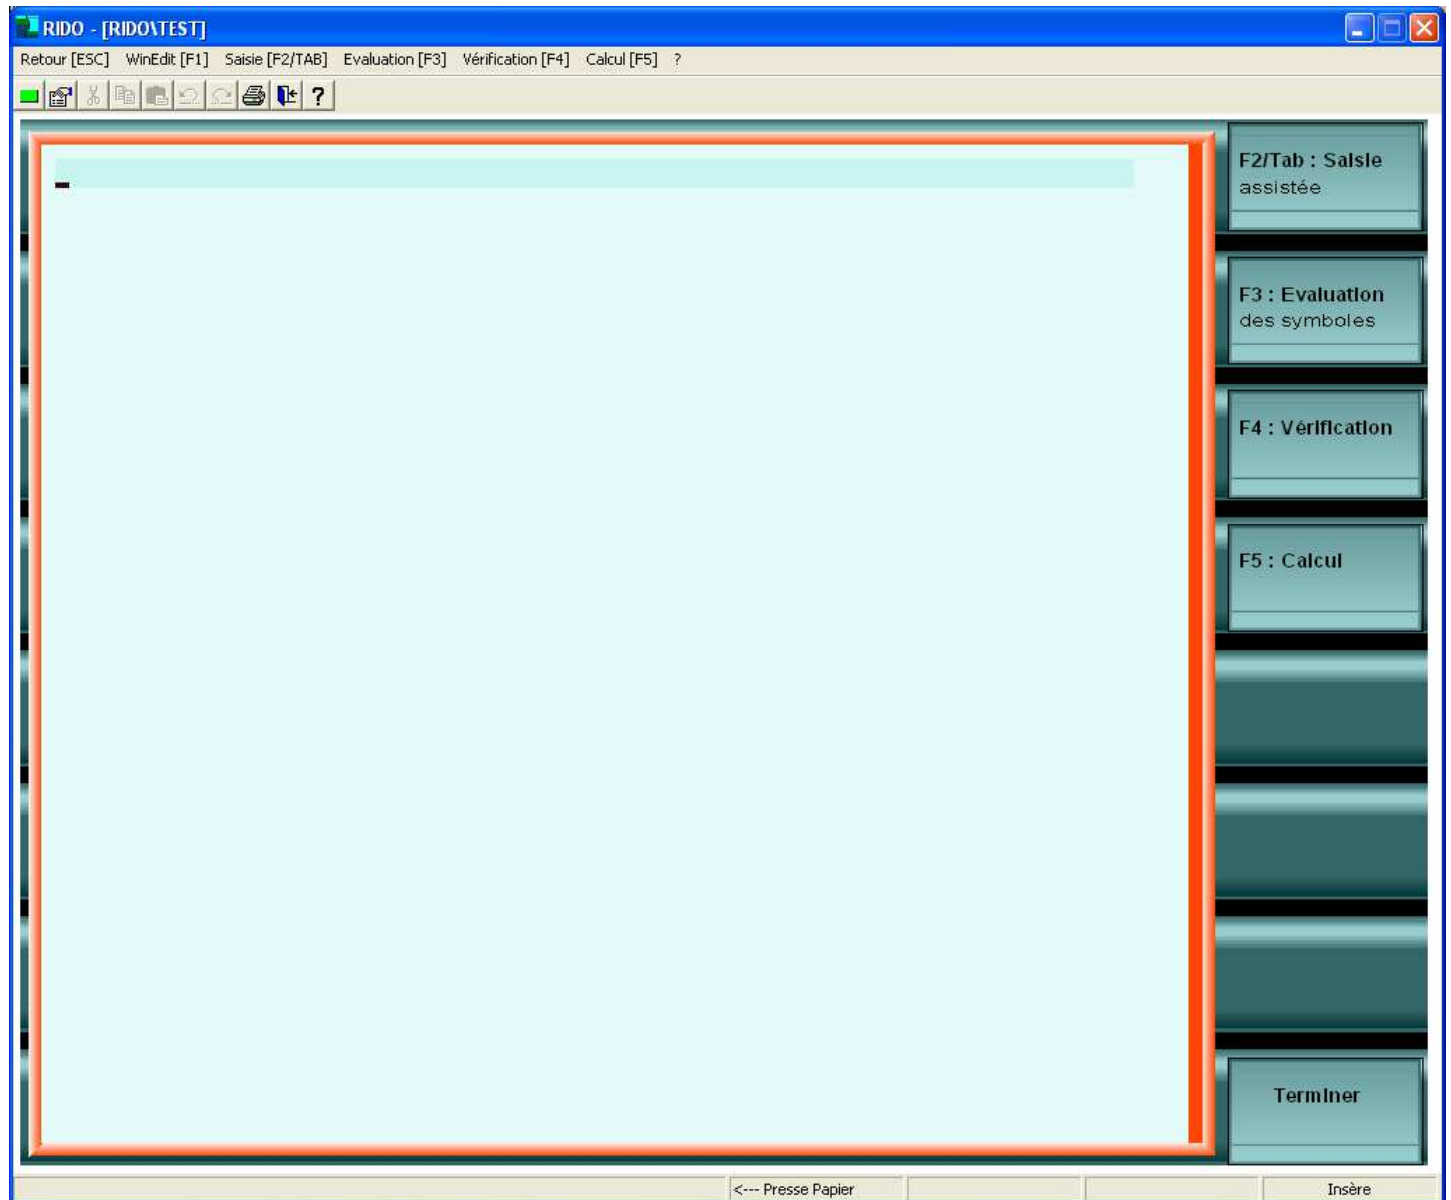 RIDO - [RIDO\TEST]
Retour [ESC] WinEdit [F1] Saisie [F2/TAB] Evaluation [F3] Vérification [F4] Calcul [F5] ?
?
F2/Tab : Saisie
assistée
F3 : Evaluation
des symboles
F4 : Vérification
F5 : Calcul
Terminer
<--- Presse Papier Insère